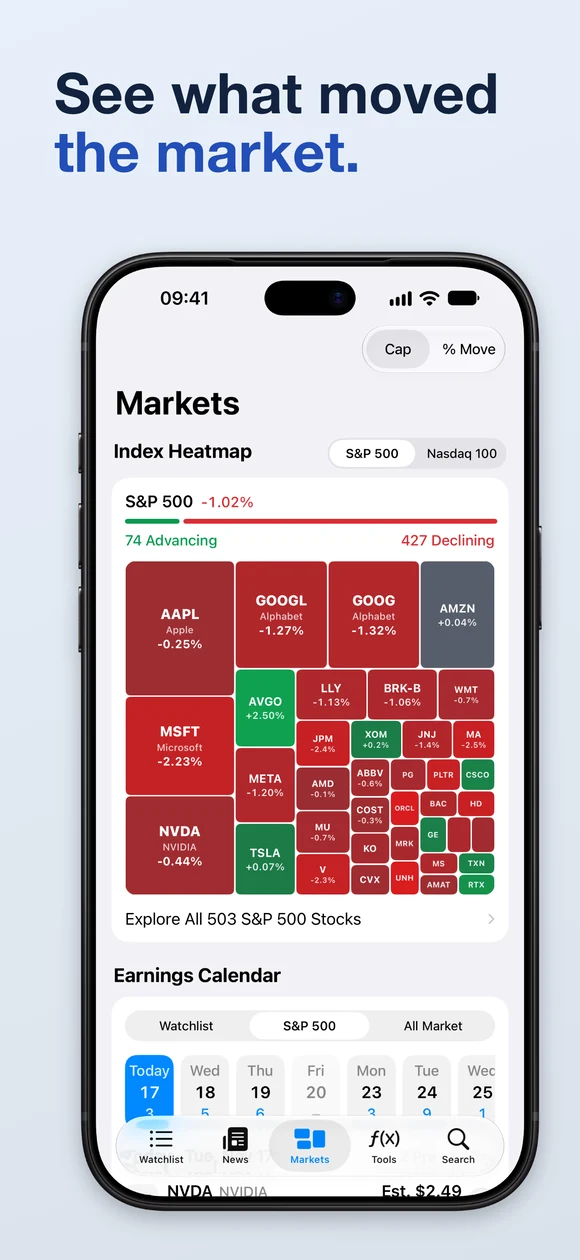 See what moved
the market.
09:41
Cap % Move
Markets
Index Heatmap S&P 500 Nasdaq 100
S&P 500 -1.02%
74 Advancing 427 Declining
AAPL
Apple
-0.25%
GOOGL
Alphabet
-1.27%
GOOG
Alphabet
-1.32%
AMZN
+0.04%
MSFT
Microsoft
-2.23%
AVGO
+2.50%
LLY
-1.13%
BRK-B
-1.06%
WMT
-0.7%
JPM
-2.4%
XOM
+0.2%
JNJ
-1.4%
MA
-2.5%
META
-1.20%
AMD
-0.1%
ABBV
-0.6%
PG
PLTR
CSCO
NVDA
NVIDIA
-0.44%
COST
-0.3%
ORCL
BAC
HD
MU
-0.7%
TSLA
+0.07%
KO
MRK
GE
V
-2.3%
CVX
UNH
MS
TXN
AMAT
RTX
Explore All 503 S&P 500 Stocks
Earnings Calendar
Watchlist S&P 500 All Market
Today Wed Thu Fri Mon Tue Wed
17 18 19 20 23 24 25
3 5 6 – 3 9 1
Watchlist News Markets Tools Search
f(x)
NVDA NVIDIA Est. $2.49